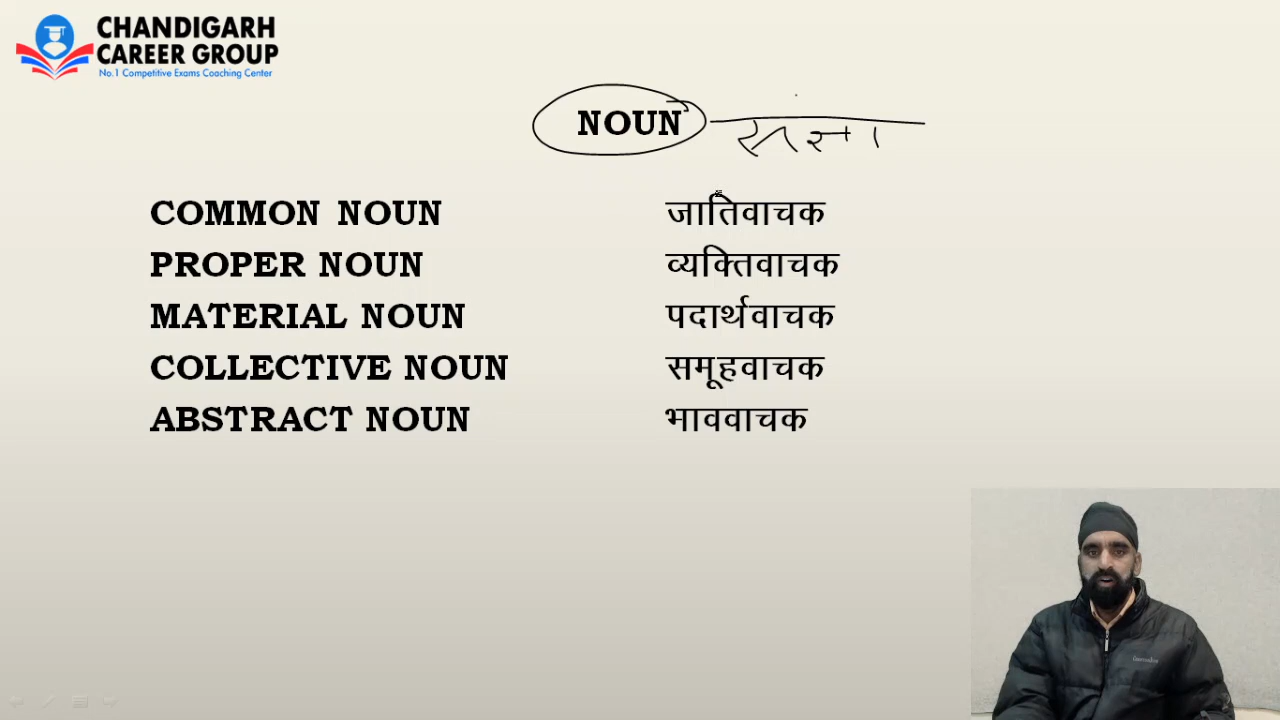 CHANDIGARH
CAREER GROUP
No.1 Competitive Exams Coaching Center
NOUN संज्ञा
COMMON NOUN जातिवाचक
PROPER NOUN व्यक्तिवाचक
MATERIAL NOUN पदार्थवाचक
COLLECTIVE NOUN समूहवाचक
ABSTRACT NOUN भाववाचक